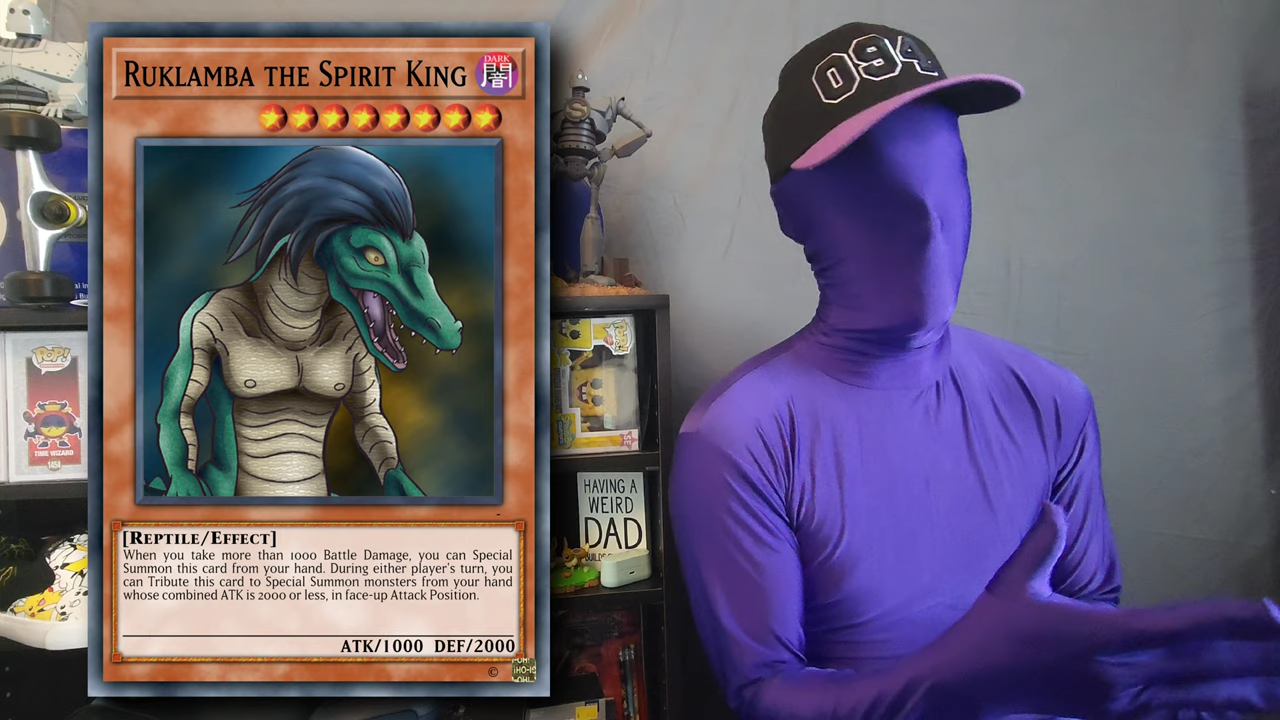 RUKLAMBA THE SPIRIT KING
DARK
闇
[REPTILE/EFFECT]
When you take more than 1000 Battle Damage, you can Special
Summon this card from your hand. During either player's turn, you
can Tribute this card to Special Summon monsters from your hand
whose combined ATK is 2000 or less, in face-up Attack Position.
ATK/1000 DEF/2000
©
094
POP!
TIME WIZARD
1454
POP!
HAVING A
WEIRD
DAD
BUILDS